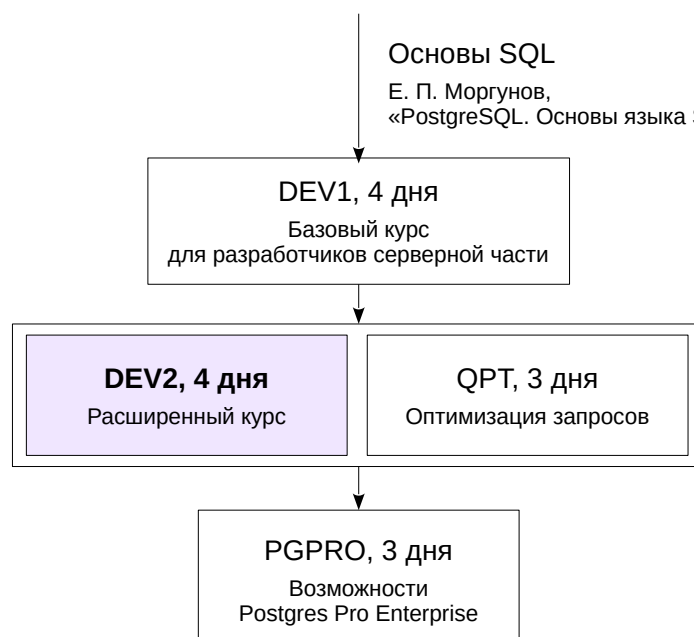 Основы SQL
Е. П. Моргунов,
«PostgreSQL. Основы языка
DEV1, 4 дня
Базовый курс
для разработчиков серверной части
DEV2, 4 дня
Расширенный курс
QPT, 3 дня
Оптимизация запросов
PGPRO, 3 дня
Возможности
Postgres Pro Enterprise